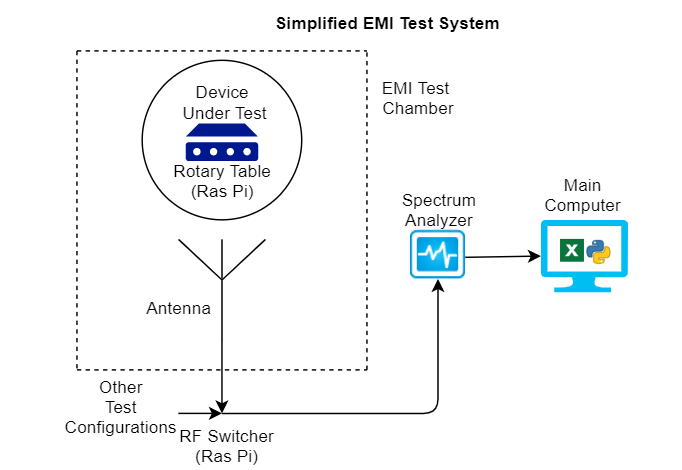 Simplified EMI Test System
Device
Under Test
Rotary Table
(Ras Pi)
EMI Test
Chamber
Spectrum
Analyzer
Main
Computer
X
Antenna
Other
Test
Configurations
RF Switcher
(Ras Pi)